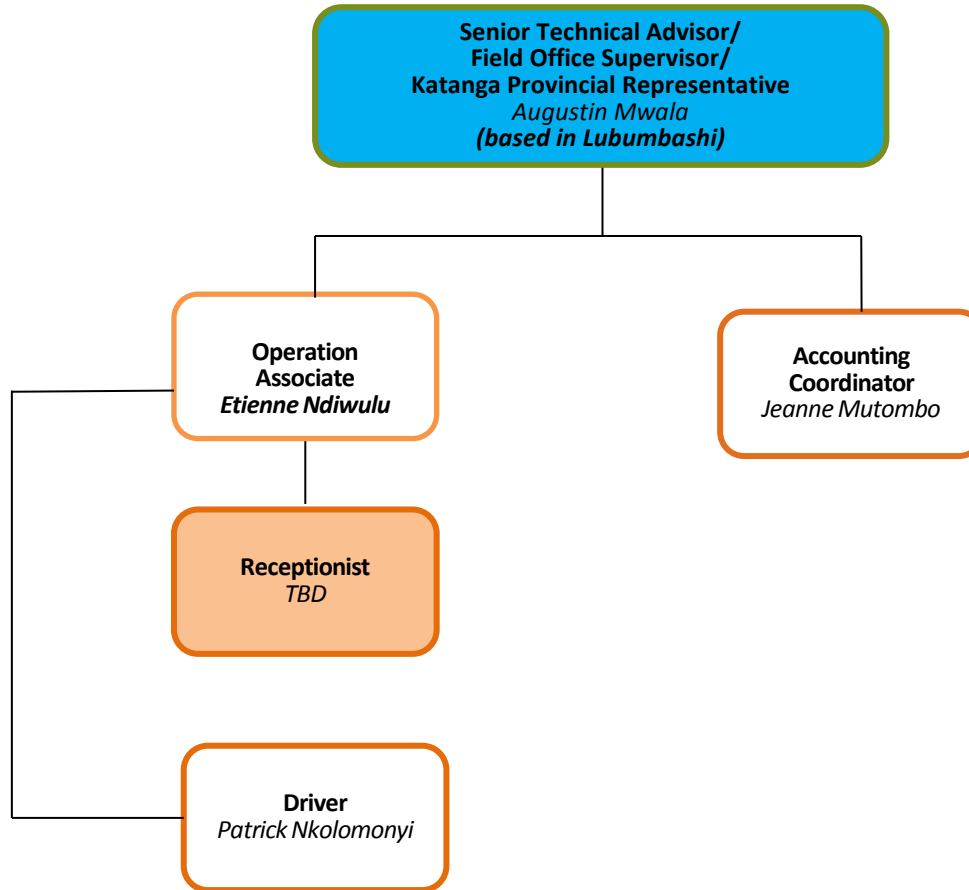 Senior Technical Advisor/
Field Office Supervisor/
Katanga Provincial Representative
Augustin Mwala
(based in Lubumbashi)
Operation
Associate
Etienne Ndiwulu
Accounting
Coordinator
Jeanne Mutombo
Receptionist
TBD
Driver
Patrick Nkolomonyi